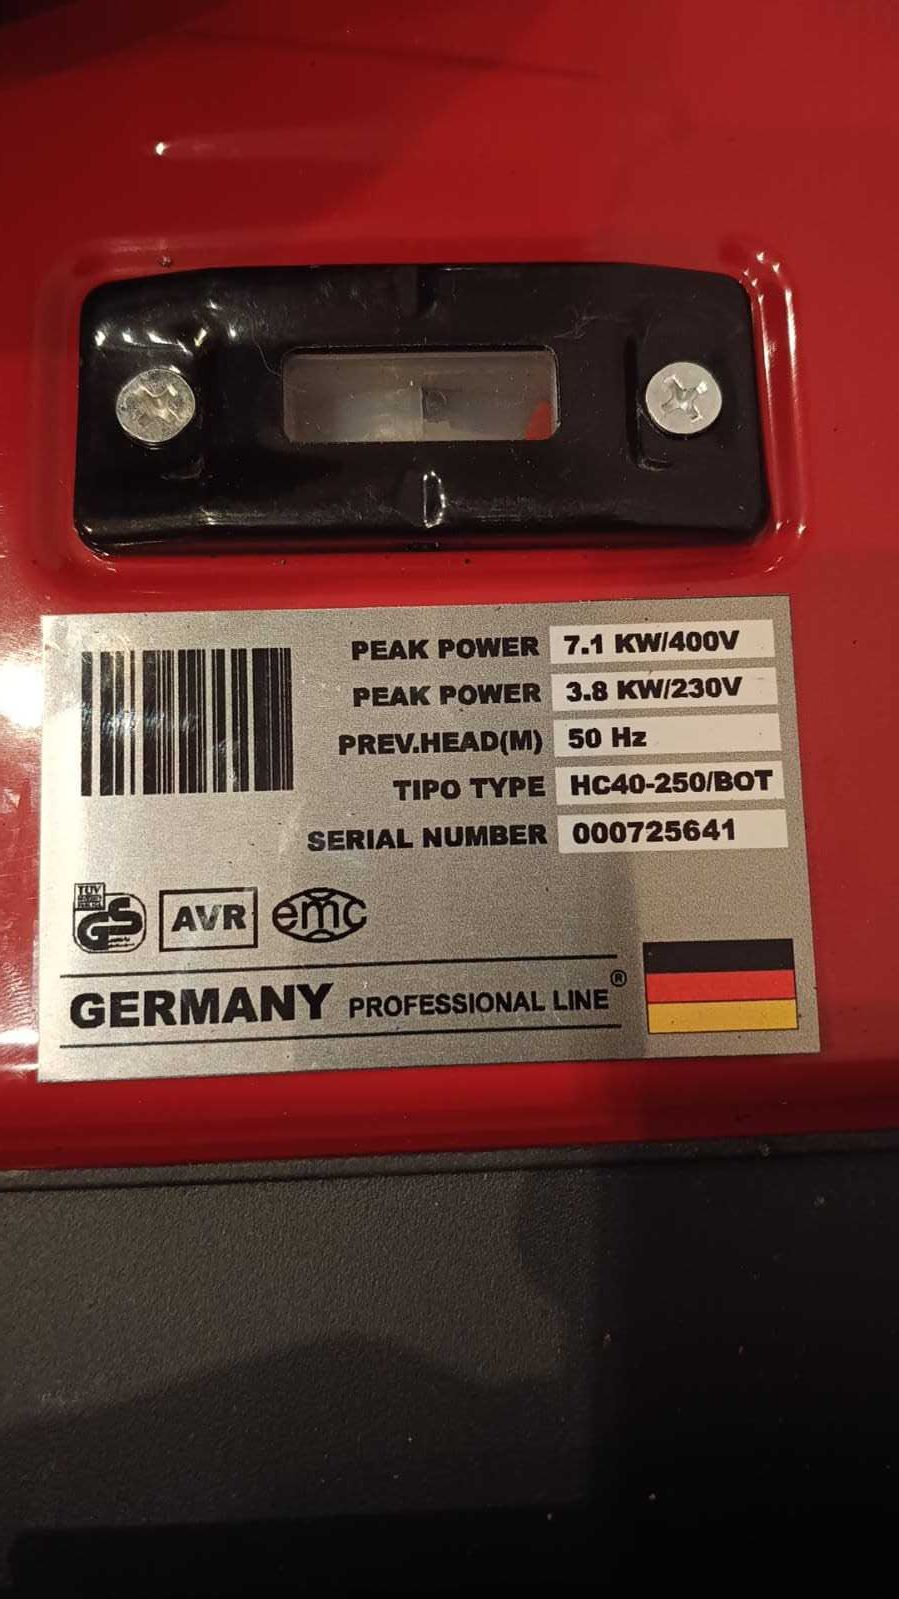 PEAK POWER 7.1 KW/400V
PEAK POWER 3.8 KW/230V
PREV.HEAD(M) 50 Hz
TIPO TYPE HC40-250/BOT
SERIAL NUMBER 000725641
TÜV
GS
AVR
emc
GERMANY PROFESSIONAL LINE®